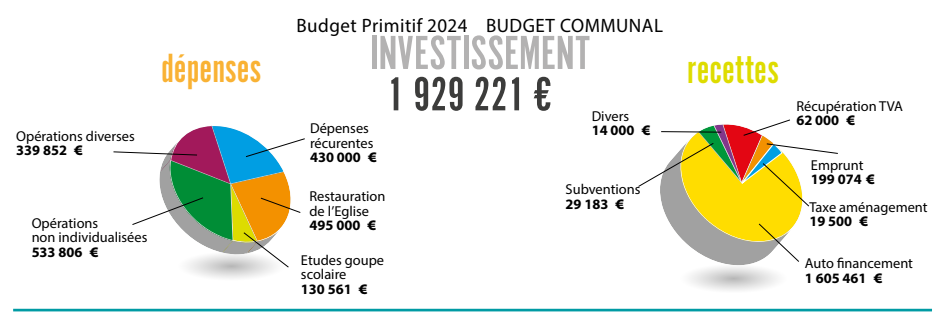 Budget Primitif 2024 BUDGET COMMUNAL
INVESTISSEMENT
1 929 221 €
dépenses
Opérations diverses
339 852 €
Dépenses
récurentes
430 000 €
Restauration
de l'Eglise
495 000 €
Opérations
non individualisées
533 806 €
Etudes goupe
scolaire
130 561 €
recettes
Divers
14 000 €
Récupération TVA
62 000 €
Emprunt
199 074 €
Subventions
29 183 €
Taxe aménagement
19 500 €
Auto financement
1 605 461 €